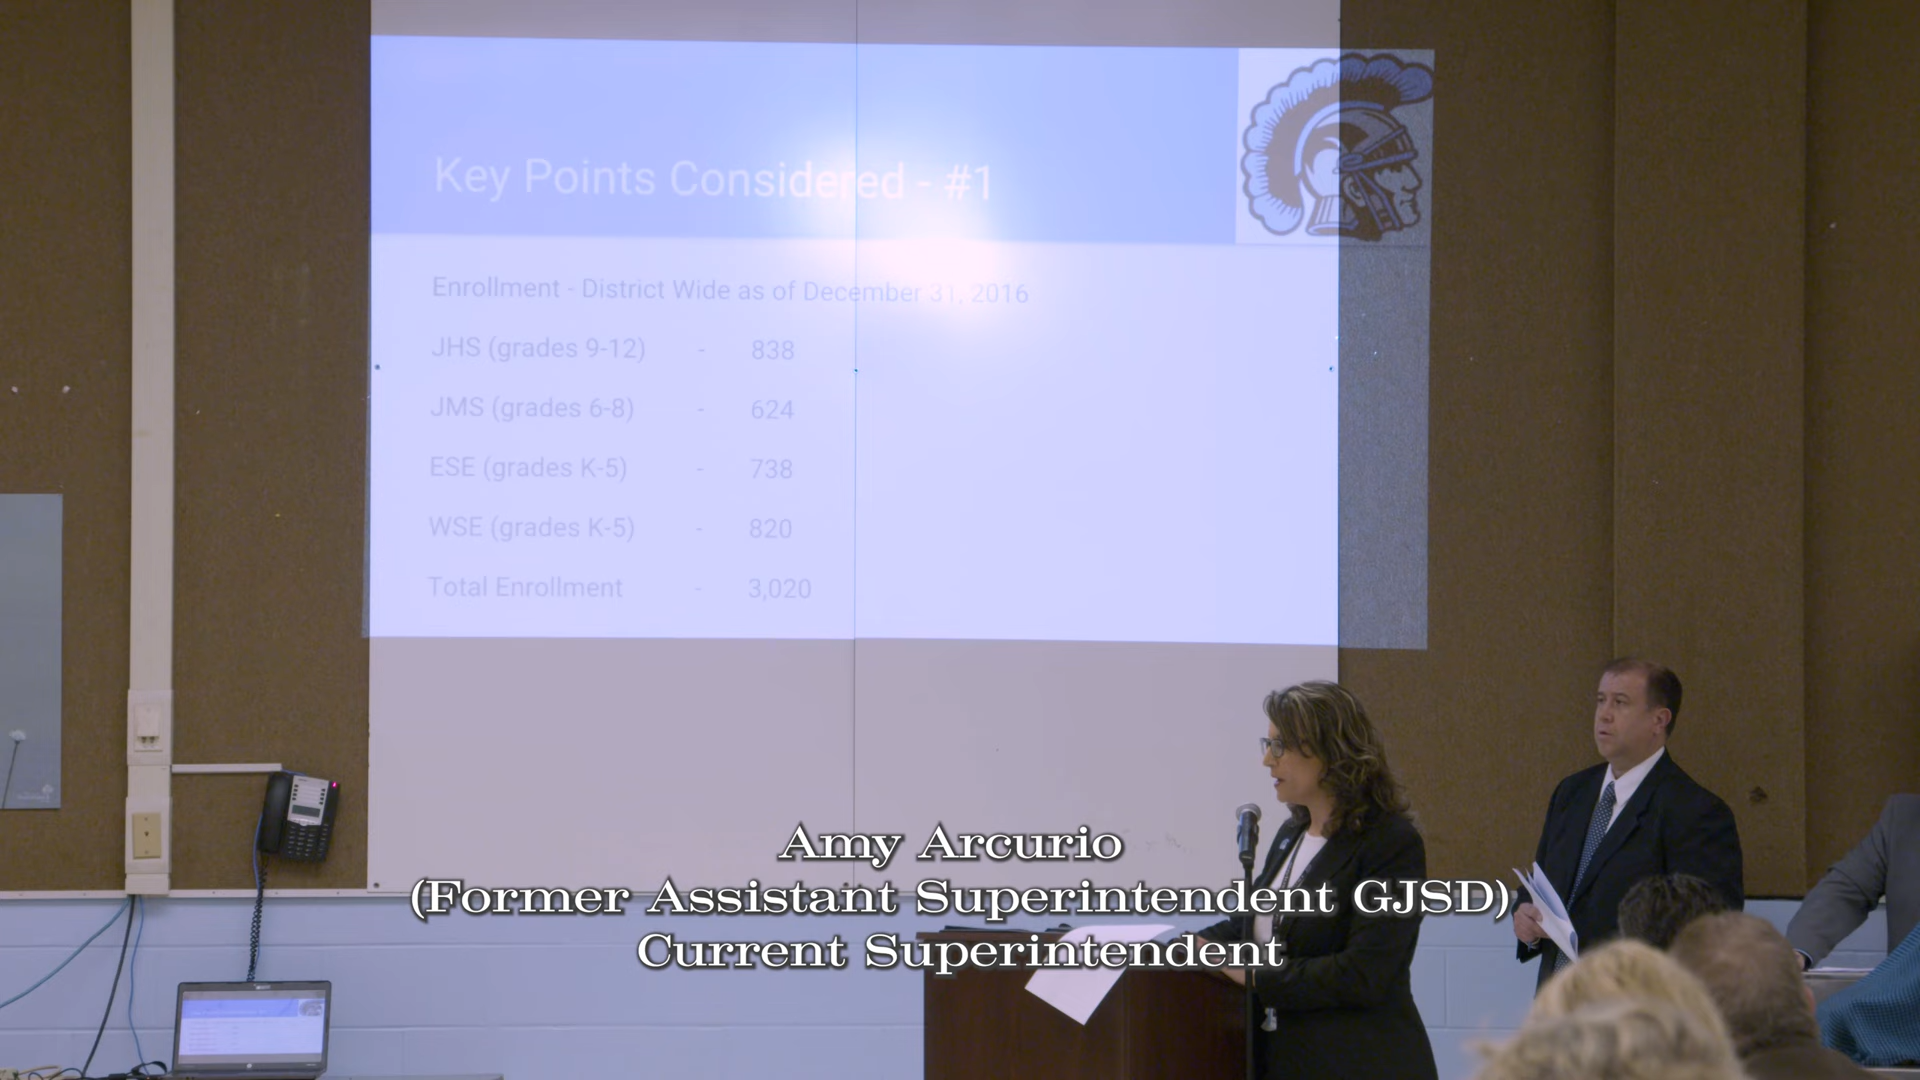 Key Points Considered - #1
Enrollment - District Wide as of December 31, 2016
JHS (grades 9-12) - 838
JMS (grades 6-8) - 624
ESE (grades K-5) - 738
WSE (grades K-5) - 820
Total Enrollment - 3,020
Amy Arcurio
(Former Assistant Superintendent GJSD)
Current Superintendent